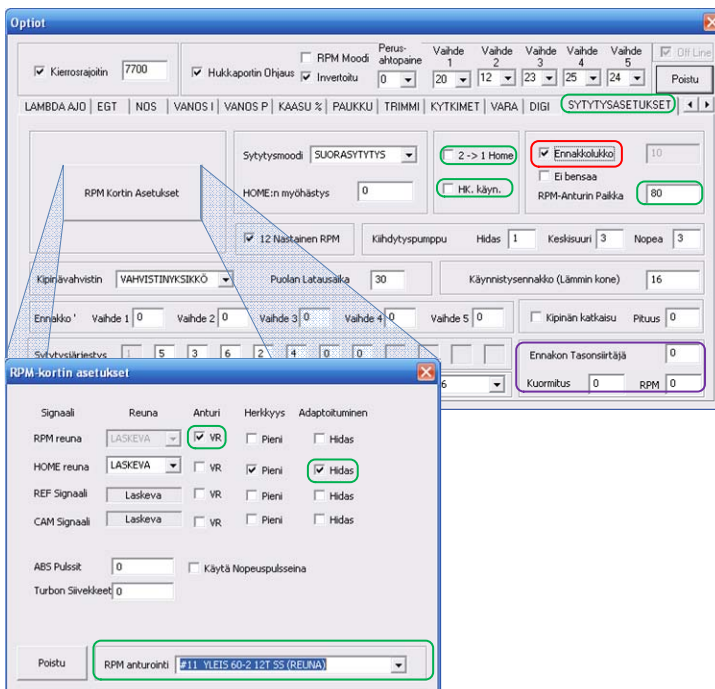 Optiot
Kierrosrajoitin 7700 Hukkaportin Ohjaus RPM Moodi Invertoitu Perus-ahtopaine 0 Vaihde 1 20 Vaihde 2 12 Vaihde 3 23 Vaihde 4 25 Vaihde 5 24 Off Line
Poistu
LAMBDA AJO EGT NOS VANOS I VANOS P KAASU % PAUKKU TRIMMI KYTKIMET VARA DIGI SYTYTYSASETUKSET
RPM Kortin Asetukset
Sytytysmoodi SUORASYTYTYS
HOME:n myöhästys 0
2 -> 1 Home
HK. käyn.
Ennakkolukko 10
Ei bensaa
RPM-Anturin Paikka 80
12 Nastainen RPM Kiihdytyspumppu Hidas 1 Keskisuuri 3 Nopea 3
Kipinävahvistin VAHVISTINYKSIKKÖ Puolan Latausaika 30 Käynnistysennakko (Lämmin kone) 16
Ennakko ' Vaihde 1 0 Vaihde 2 0 Vaihde 3 0 Vaihde 4 0 Vaihde 5 0 Kipinän katkaisu Pituus 0
Sytytysjärjestys 1 5 3 6 2 4 0 0
6
Ennakon Tasonsiirtäjä 0
Kuormitus 0 RPM 0
RPM-kortin asetukset
Signaali Reuna Anturi Herkkyys Adaptoituminen
RPM reuna LASKEVA VR Pieni Hidas
HOME reuna LASKEVA VR Pieni Hidas
REF Signaali Laskeva VR Pieni Hidas
CAM Signaali Laskeva VR Pieni Hidas
ABS Pulssit 0 Käytä Nopeuspulsseina
Turbon Siivekkeet 0
Poistu RPM anturointi #11 YLEIS 60-2 12T SS (REUNA)